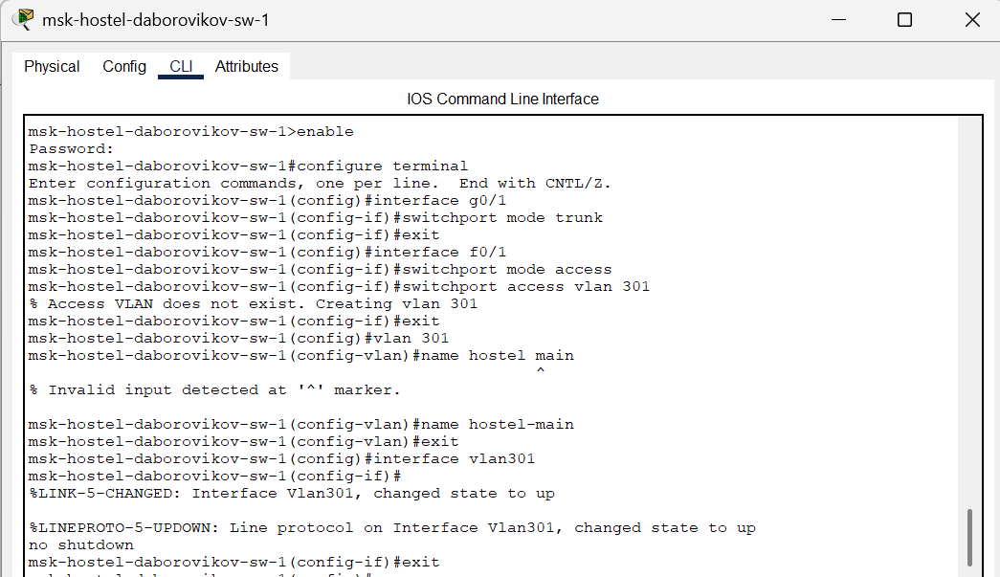 msk-hostel-daborovikov-sw-1
Physical Config CLI Attributes
IOS Command Line Interface
msk-hostel-daborovikov-sw-1>enable
Password:
msk-hostel-daborovikov-sw-1#configure terminal
Enter configuration commands, one per line.  End with CNTL/Z.
msk-hostel-daborovikov-sw-1(config)#interface g0/1
msk-hostel-daborovikov-sw-1(config-if)#switchport mode trunk
msk-hostel-daborovikov-sw-1(config-if)#exit
msk-hostel-daborovikov-sw-1(config)#interface f0/1
msk-hostel-daborovikov-sw-1(config-if)#switchport mode access
msk-hostel-daborovikov-sw-1(config-if)#switchport access vlan 301
% Access VLAN does not exist. Creating vlan 301
msk-hostel-daborovikov-sw-1(config-if)#exit
msk-hostel-daborovikov-sw-1(config)#vlan 301
msk-hostel-daborovikov-sw-1(config-vlan)#name hostel main
^
% Invalid input detected at '^' marker.
msk-hostel-daborovikov-sw-1(config-vlan)#name hostel-main
msk-hostel-daborovikov-sw-1(config-vlan)#exit
msk-hostel-daborovikov-sw-1(config)#interface vlan301
msk-hostel-daborovikov-sw-1(config-if)#
%LINK-5-CHANGED: Interface Vlan301, changed state to up
%LINEPROTO-5-UPDOWN: Line protocol on Interface Vlan301, changed state to up
no shutdown
msk-hostel-daborovikov-sw-1(config-if)#exit